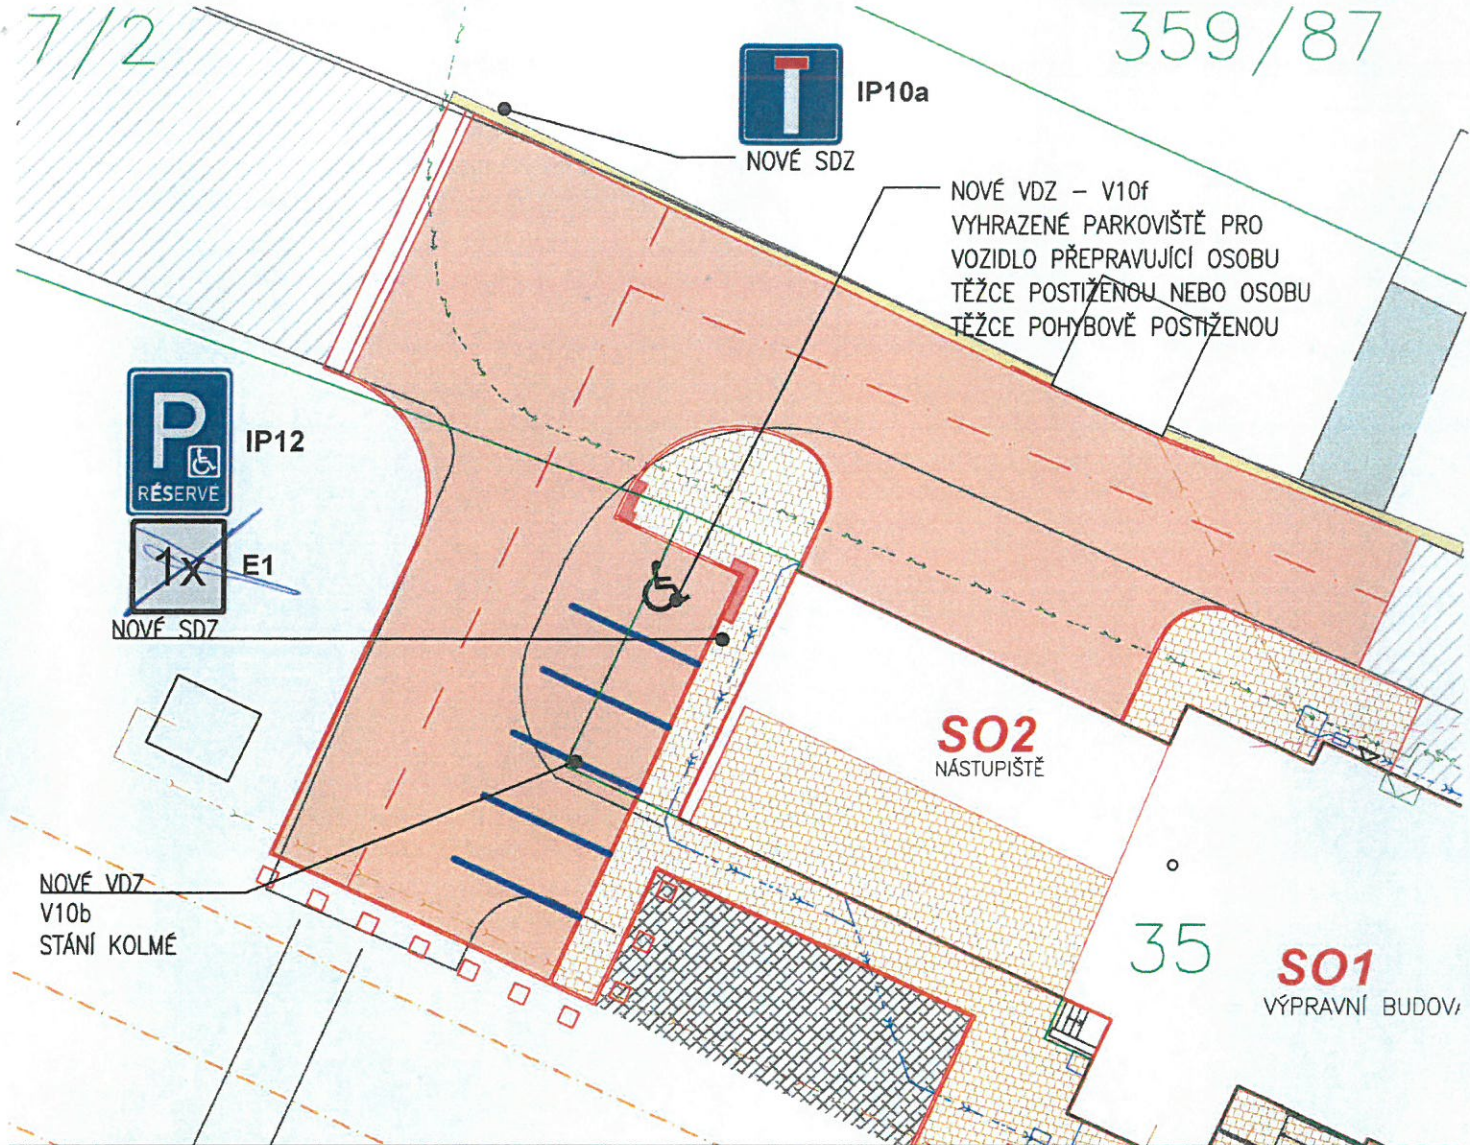 7/2
359/87
IP10a
NOVÉ SDZ
NOVÉ VDZ – V10f
VYHRAZENÉ PARKOVIŠTĚ PRO
VOZIDLO PŘEPRAVUJÍCÍ OSOBU
TĚŽCE POSTIŽENOU NEBO OSOBU
TĚŽCE POHYBOVĚ POSTIŽENOU
P
RÉSERVÉ
IP12
1x
E1
NOVÉ SDZ
SO2
NÁSTUPIŠTĚ
NOVÉ VDZ
V10b
STÁNÍ KOLMÉ
35
SO1
VÝPRAVNÍ BUDOV